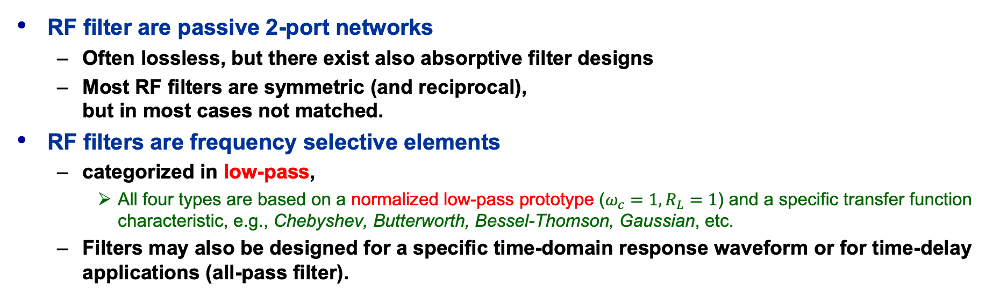 • RF filter are passive 2-port networks
– Often lossless, but there exist also absorptive filter designs
– Most RF filters are symmetric (and reciprocal),
but in most cases not matched.
• RF filters are frequency selective elements
– categorized in low-pass,
➢ All four types are based on a normalized low-pass prototype (ω_c = 1, R_L = 1) and a specific transfer function
characteristic, e.g., Chebyshev, Butterworth, Bessel-Thomson, Gaussian, etc.
– Filters may also be designed for a specific time-domain response waveform or for time-delay
applications (all-pass filter).